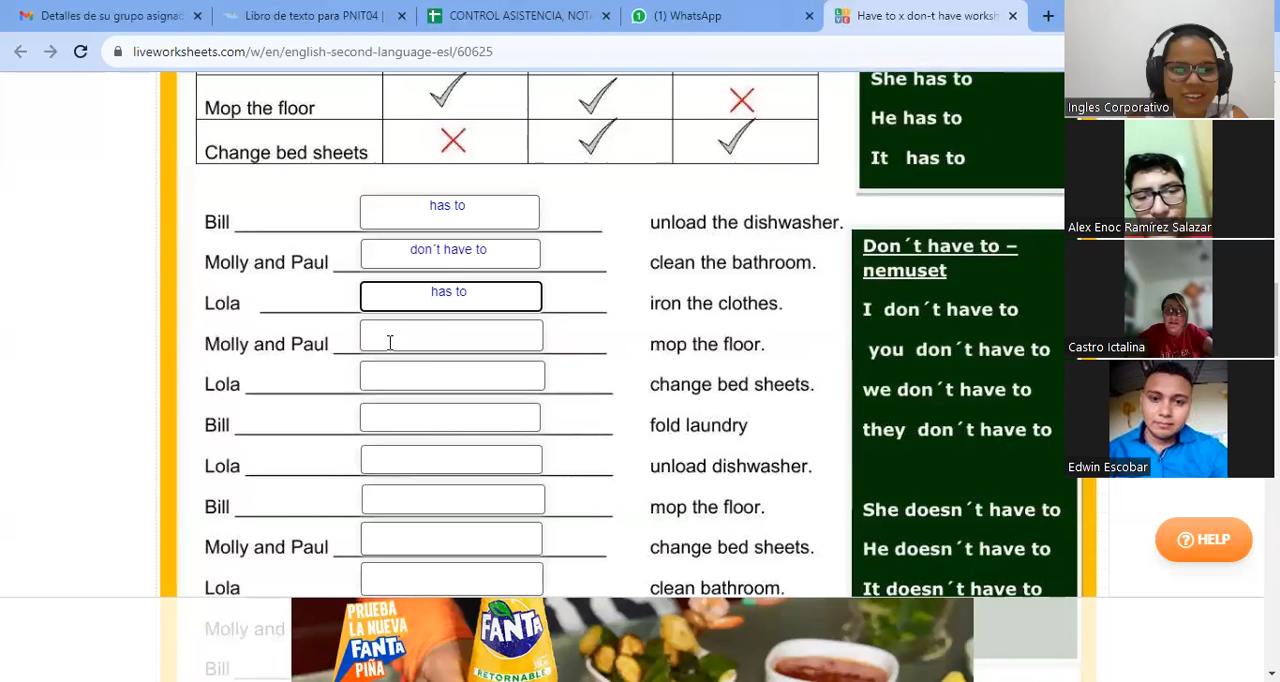 Detalles de su grupo asignac
Libro de texto para PNIT04
CONTROL ASISTENCIA, NOTA
(1) WhatsApp
Have to x don-t have works
liveworksheets.com/w/en/english-second-language-esl/60625
Mop the floor
Change bed sheets
She has to
He has to
It has to
Bill has to unload the dishwasher.
Molly and Paul don´t have to clean the bathroom.
Lola has to iron the clothes.
Molly and Paul mop the floor.
Lola change bed sheets.
Bill fold laundry
Lola unload dishwasher.
Bill mop the floor.
Molly and Paul change bed sheets.
Lola clean bathroom.
Molly and
Bill
Don´t have to –
nemuset
I don´t have to
you don´t have to
we don´t have to
they don´t have to
She doesn´t have to
He doesn´t have to
It doesn´t have to
Ingles Corporativo
Alex Enoc Ramírez Salazar
Castro Ictalina
Edwin Escobar
HELP
PRUEBA
LA NUEVA
FANTA
PIÑA
FANTA
RETORNABLE